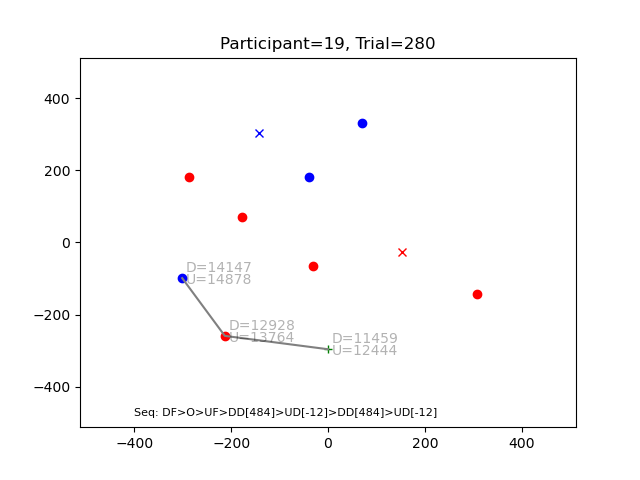 Participant=19, Trial=280
400
200
0
−200
−400
D=14147
U=14878
D=12928
U=13764
D=11459
U=12444
Seq: DF>O>UF>DD[484]>UD[-12]>DD[484]>UD[-12]
−400
−200
0
200
400